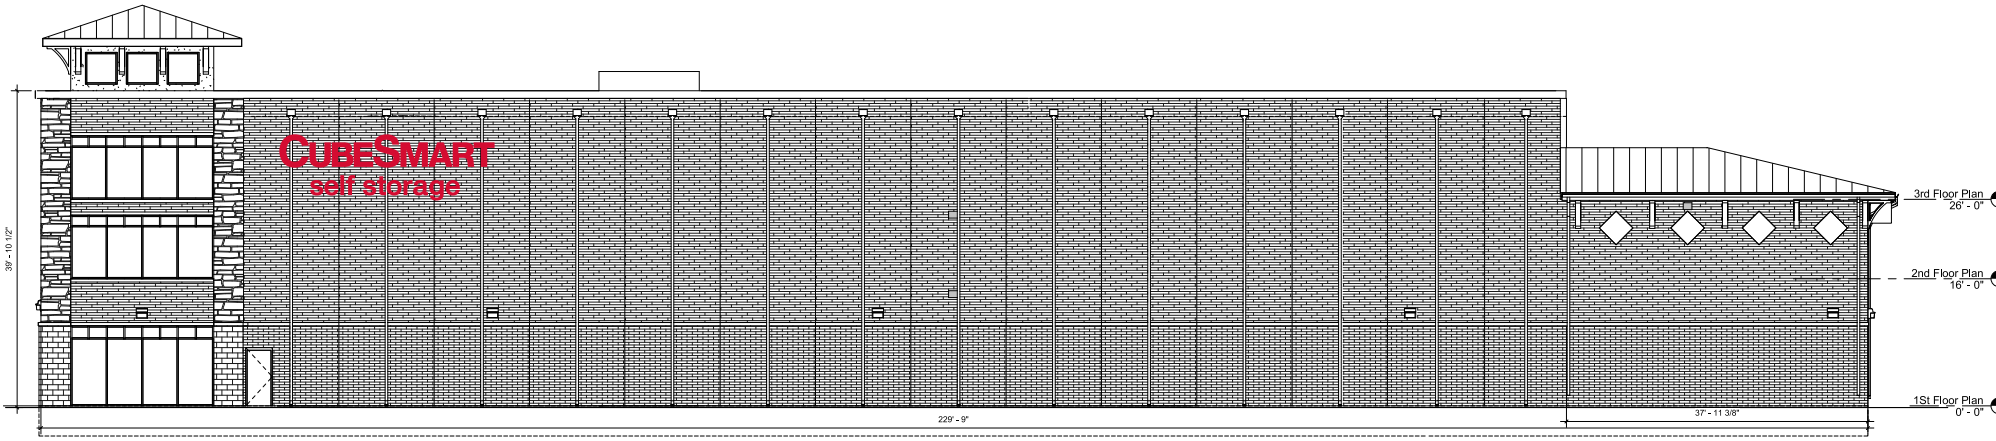 CUBESMART
self storage
3rd Floor Plan
26' - 0"
39' - 10 1/2"
2nd Floor Plan
16' - 0"
1St Floor Plan
0' - 0"
37' - 11 3/8"
229' - 9"